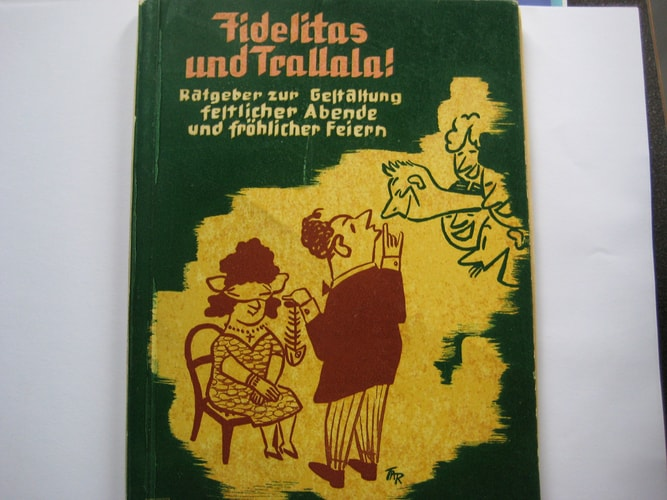 Fidelitas
und Trallala!
Ratgeber zur Gestaltung
festlicher Abende
und fröhlicher Feiern